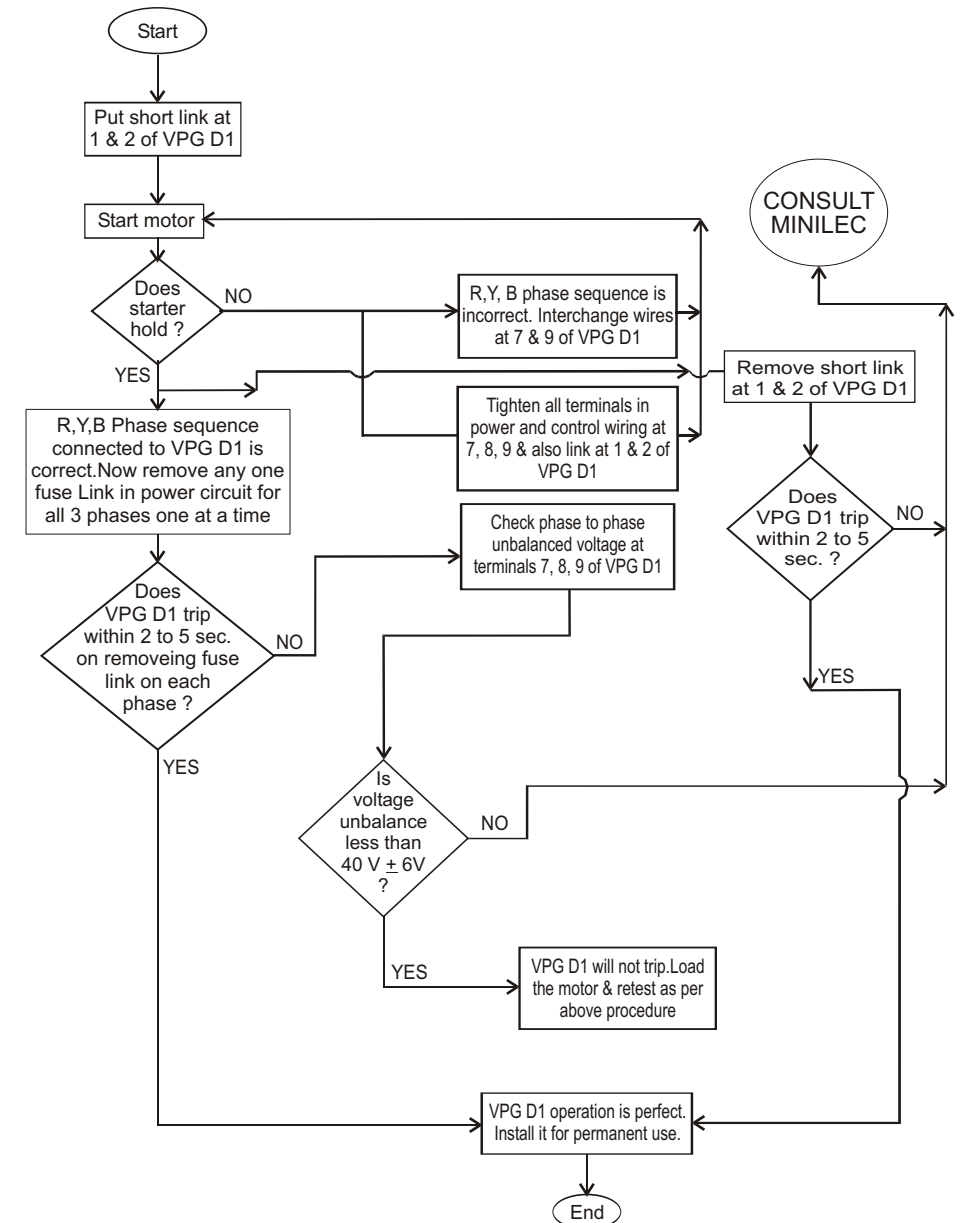 Start
Put short link at
1 & 2 of VPG D1
Start motor
Does
starter
hold ?
NO
YES
R,Y, B phase sequence is
incorrect. Interchange wires
at 7 & 9 of VPG D1
Tighten all terminals in
power and control wiring at
7, 8, 9 & also link at 1 & 2 of
VPG D1
CONSULT
MINILEC
Remove short link
at 1 & 2 of VPG D1
Does
VPG D1 trip
within 2 to 5
sec. ?
NO
YES
R,Y,B Phase sequence
connected to VPG D1 is
correct.Now remove any one
fuse Link in power circuit for
all 3 phases one at a time
Does
VPG D1 trip
within 2 to 5 sec.
on removeing fuse
link on each
phase ?
NO
YES
Check phase to phase
unbalanced voltage at
terminals 7, 8, 9 of VPG D1
Is
voltage
unbalance
less than
40 V ± 6V
?
NO
YES
VPG D1 will not trip.Load
the motor & retest as per
above procedure
VPG D1 operation is perfect.
Install it for permanent use.
End